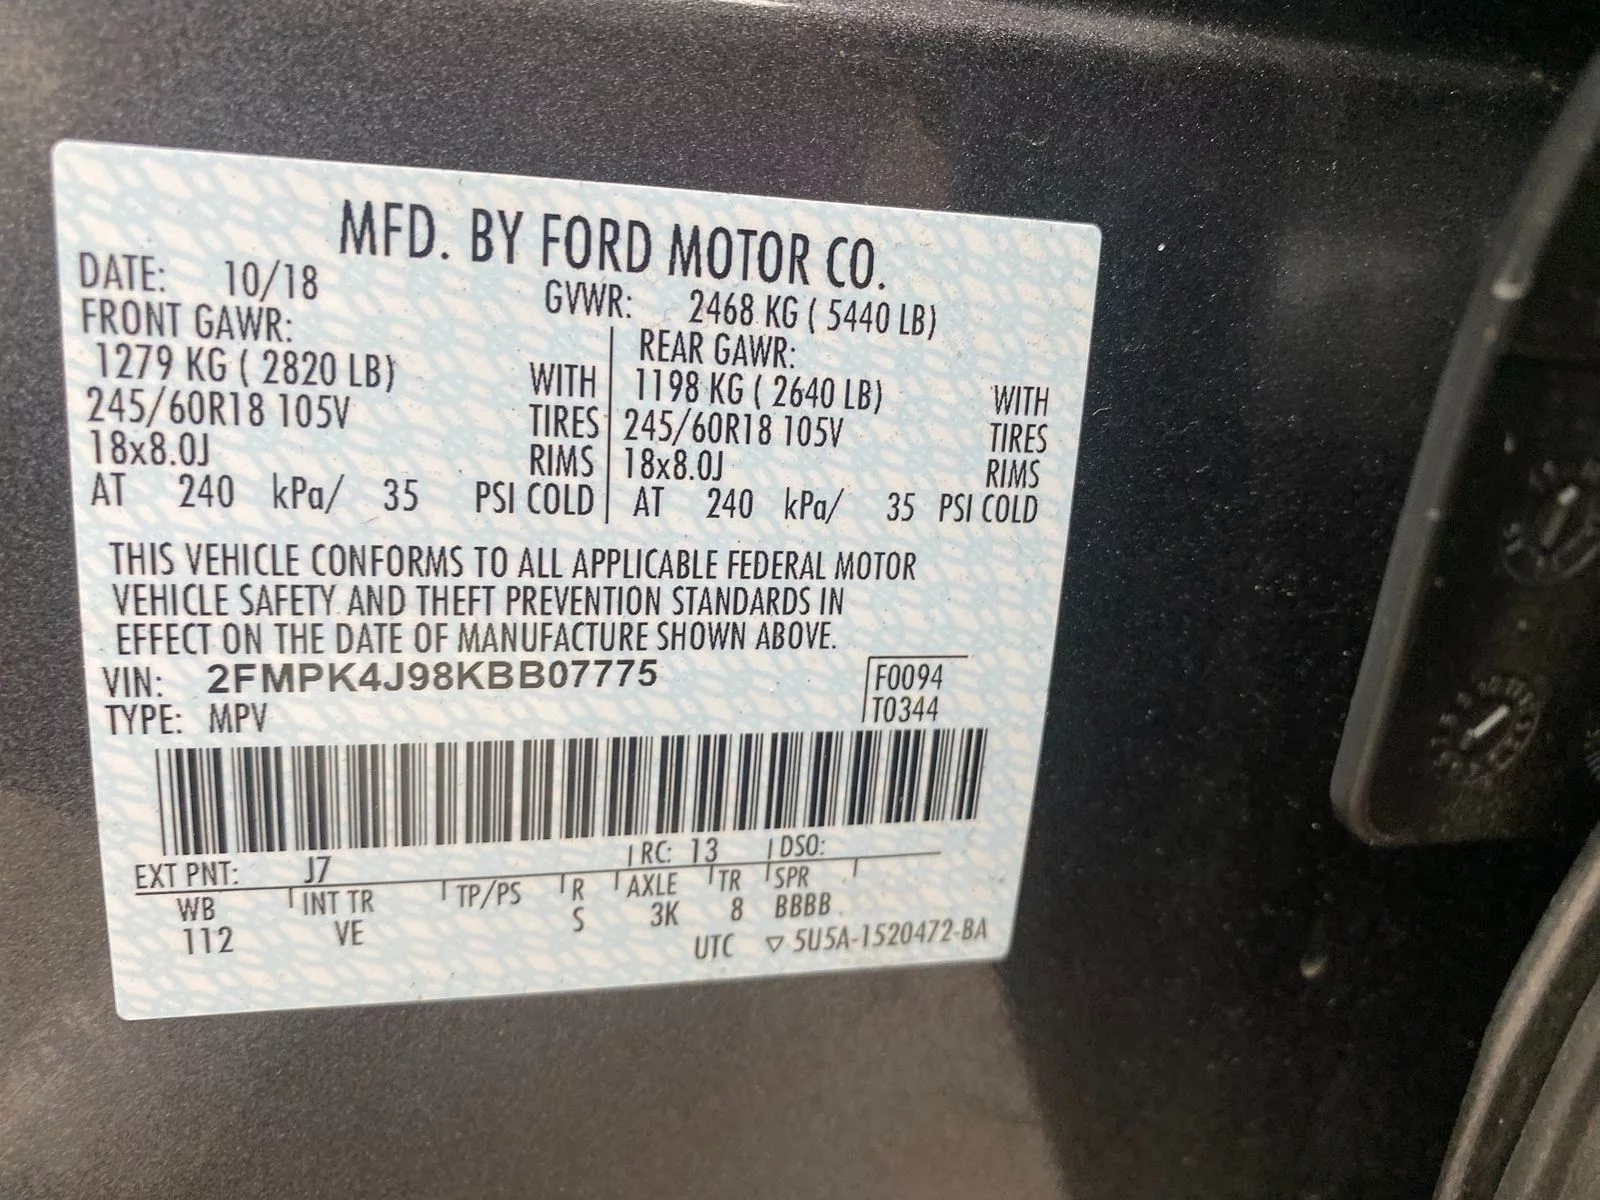 MFD. BY FORD MOTOR CO.
DATE: 10/18 GVWR: 2468 KG ( 5440 LB)
FRONT GAWR: REAR GAWR:
1279 KG ( 2820 LB) WITH 1198 KG ( 2640 LB) WITH
245/60R18 105V TIRES 245/60R18 105V TIRES
18x8.0J RIMS 18x8.0J RIMS
AT 240 kPa/ 35 PSI COLD AT 240 kPa/ 35 PSI COLD
THIS VEHICLE CONFORMS TO ALL APPLICABLE FEDERAL MOTOR
VEHICLE SAFETY AND THEFT PREVENTION STANDARDS IN
EFFECT ON THE DATE OF MANUFACTURE SHOWN ABOVE.
VIN: 2FMPK4J98KBB07775 F0094
TYPE: MPV T0344
EXT PNT: J7 RC: 13 DSO:
WB INT TR TP/PS R AXLE TR SPR
112 VE S 3K 8 BBBB
UTC ▽ 5U5A-1520472-BA